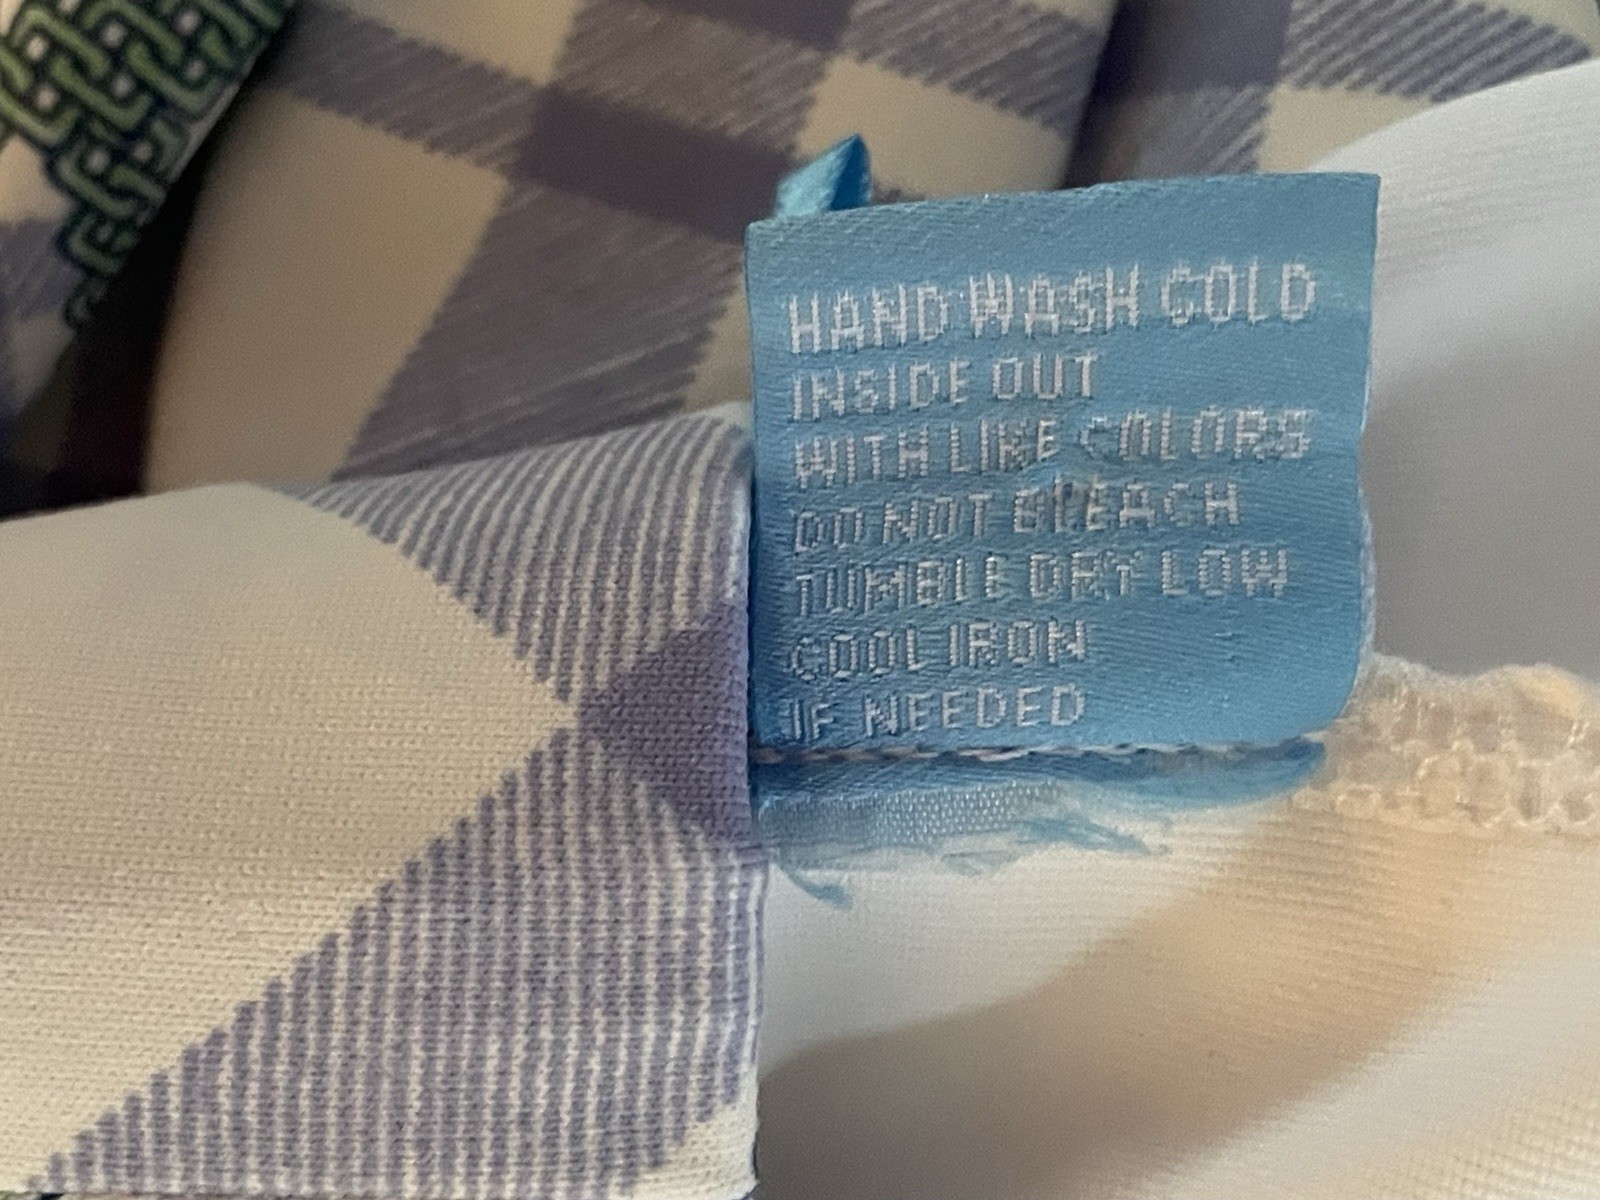 HAND WASH COLD
INSIDE OUT
WITH LIKE COLORS
DO NOT BLEACH
TUMBLE DRY LOW
COOL IRON
IF NEEDED